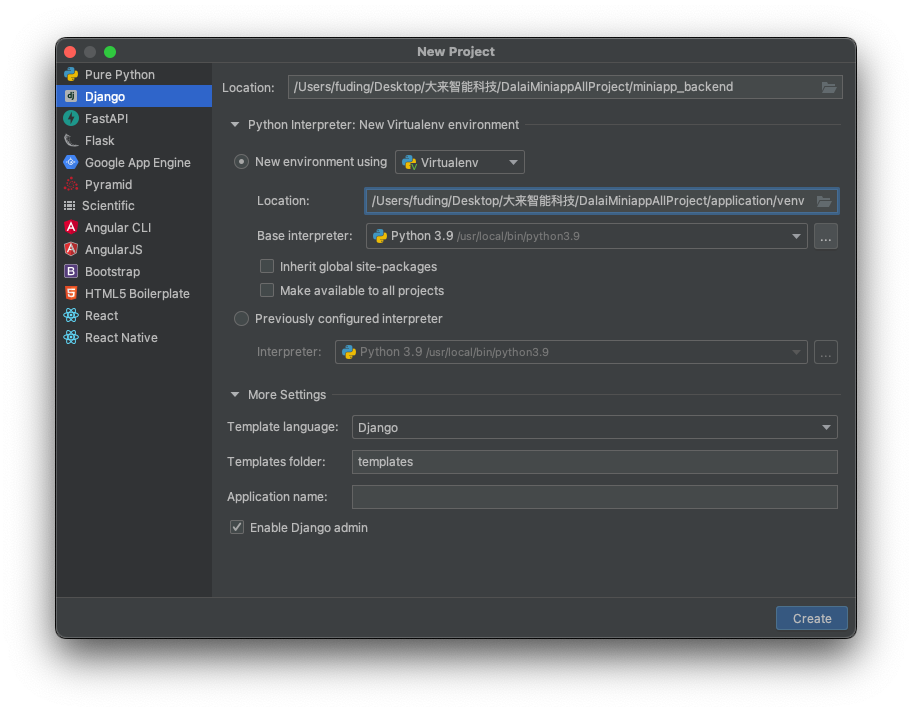 New Project
Pure Python
Django
FastAPI
Flask
Google App Engine
Pyramid
Scientific
Angular CLI
AngularJS
Bootstrap
HTML5 Boilerplate
React
React Native
Location: /Users/fuding/Desktop/大来智能科技/DalaiMiniappAllProject/miniapp_backend
Python Interpreter: New Virtualenv environment
New environment using Virtualenv
Location: /Users/fuding/Desktop/大来智能科技/DalaiMiniappAllProject/application/venv
Base interpreter: Python 3.9 /usr/local/bin/python3.9 ...
Inherit global site-packages
Make available to all projects
Previously configured interpreter
Interpreter: Python 3.9 /usr/local/bin/python3.9 ...
More Settings
Template language: Django
Templates folder: templates
Application name:
Enable Django admin
Create